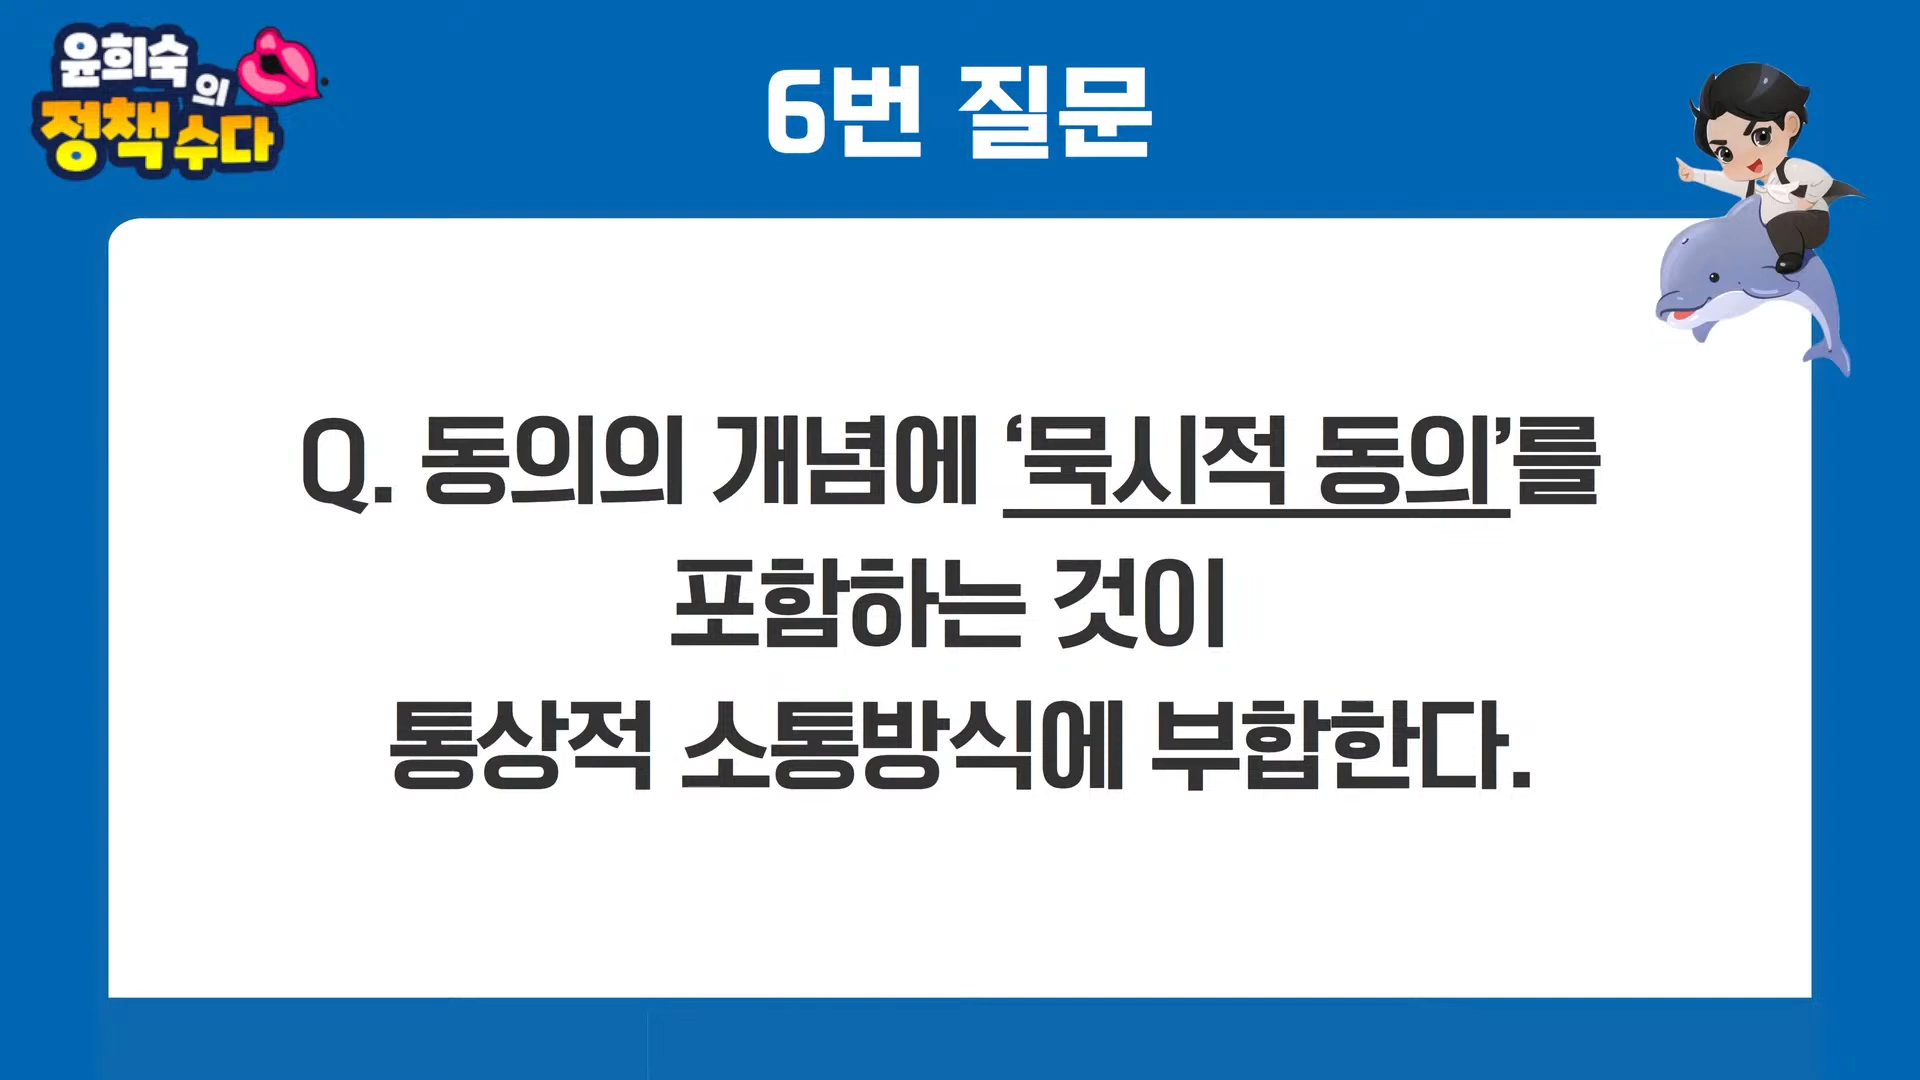 윤희숙의
정책 수다
6번 질문
Q. 동의의 개념에 ‘묵시적 동의’를
포함하는 것이
통상적 소통방식에 부합한다.